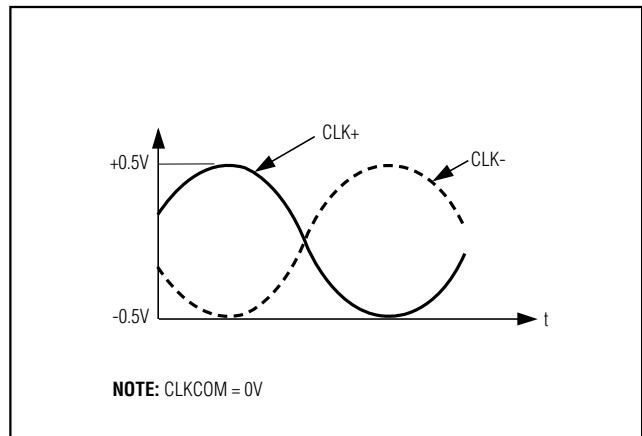 CLK+
+0.5V
CLK-
-0.5V
t
NOTE: CLKCOM = 0V